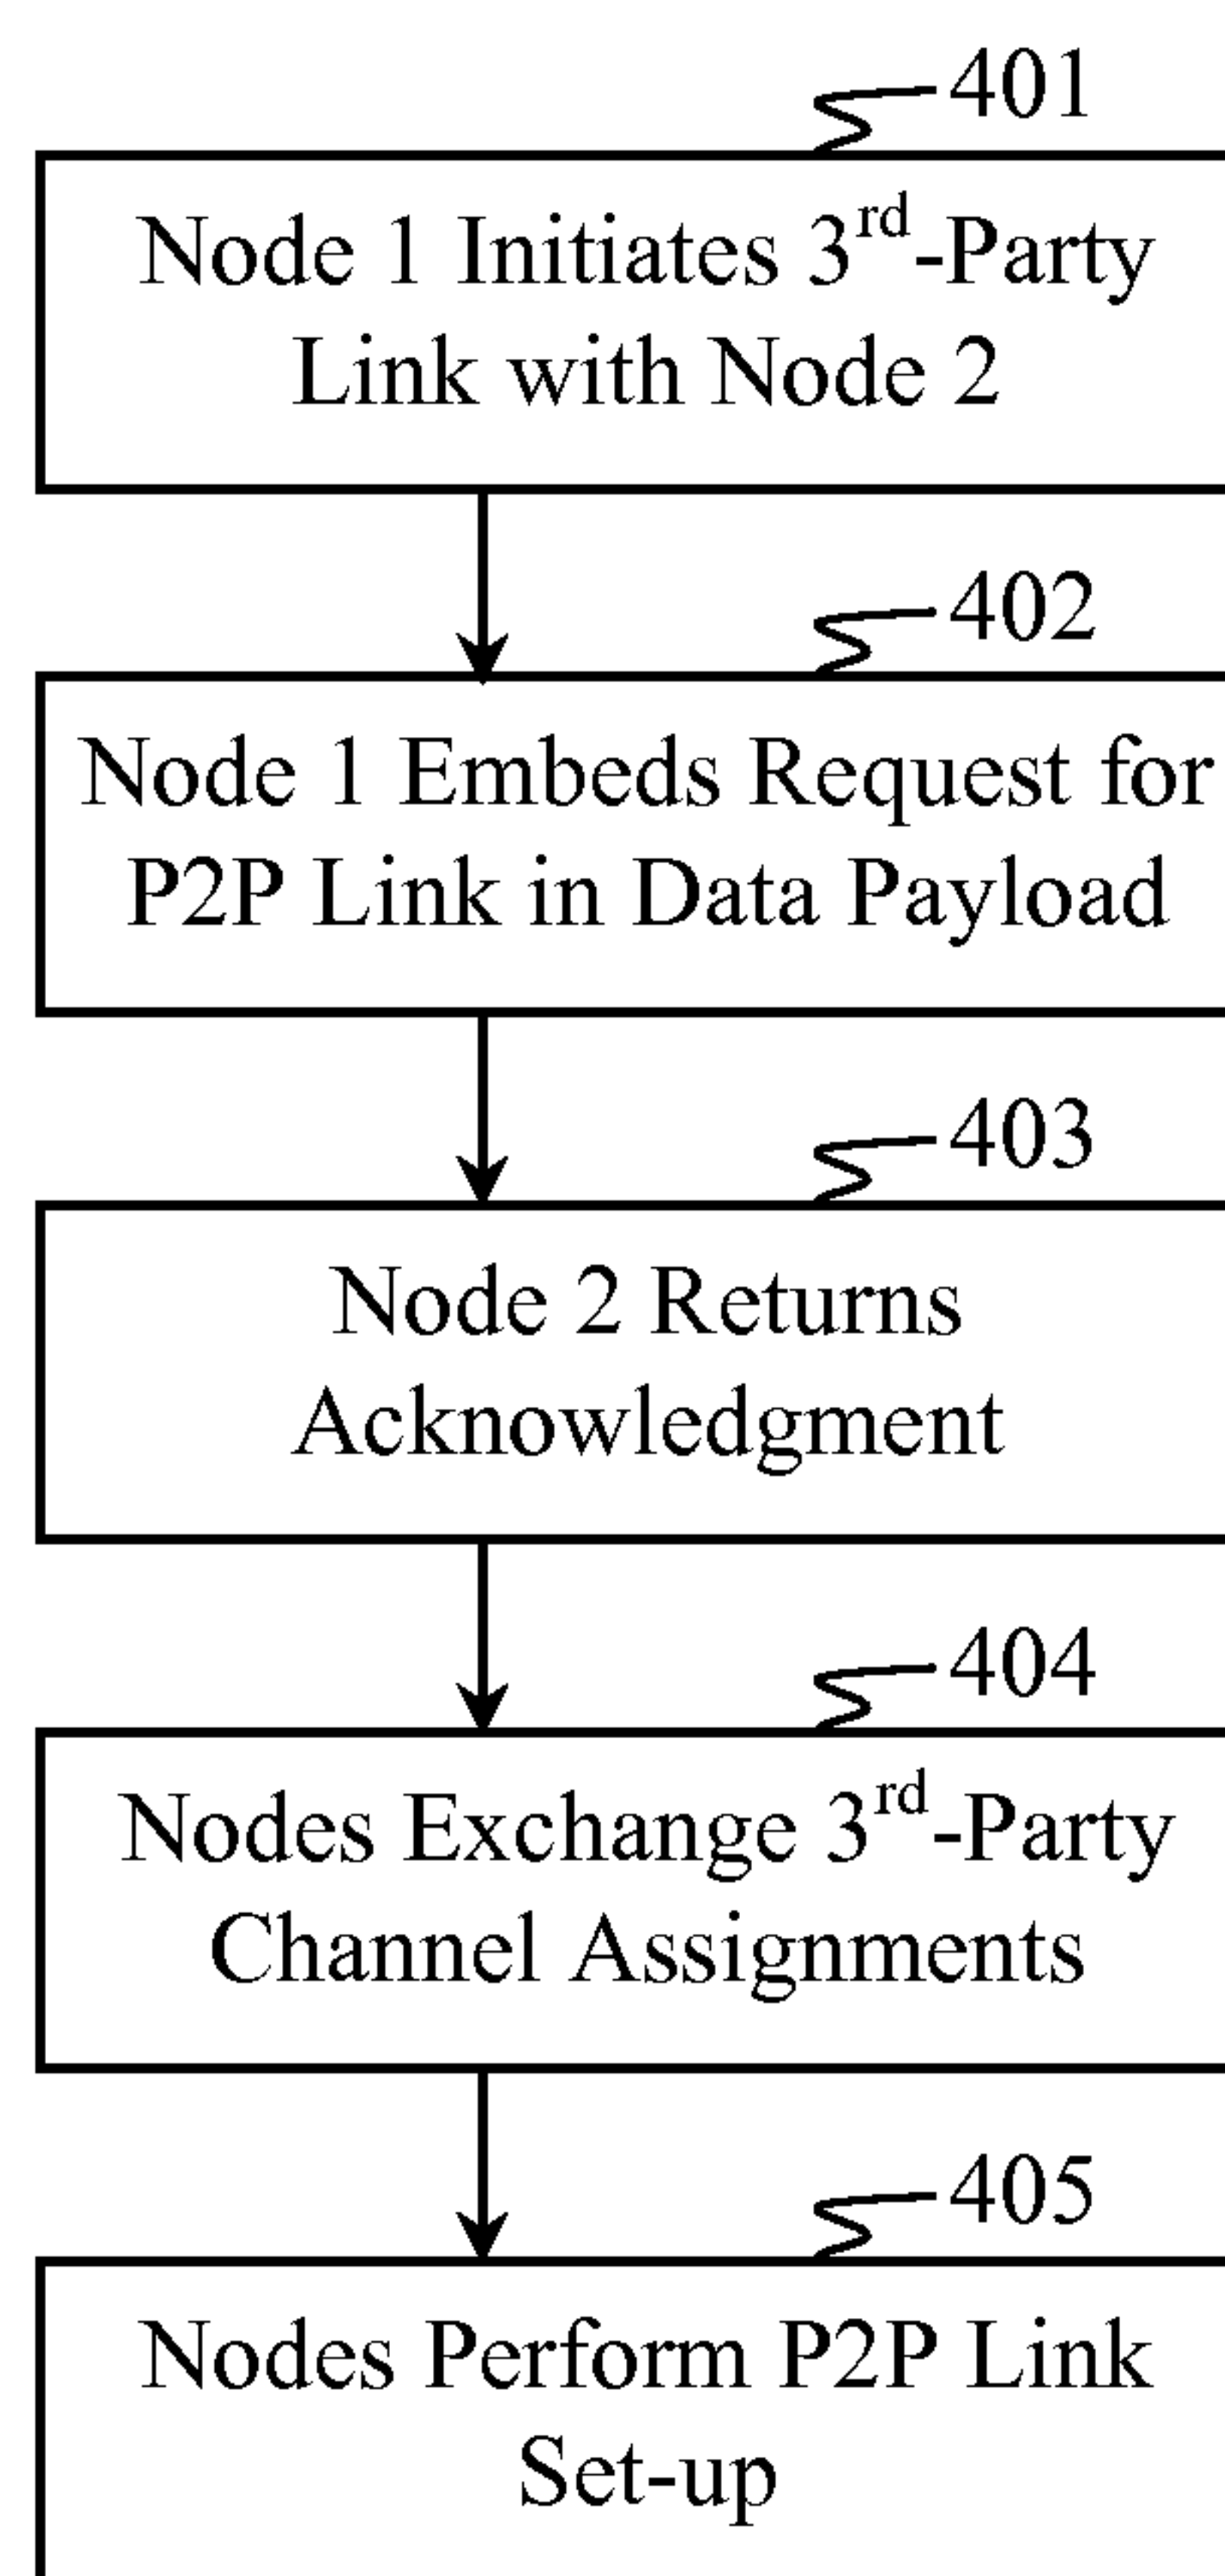 401
Node 1 Initiates 3rd-Party
Link with Node 2
402
Node 1 Embeds Request for
P2P Link in Data Payload
403
Node 2 Returns
Acknowledgment
404
Nodes Exchange 3rd-Party
Channel Assignments
405
Nodes Perform P2P Link
Set-up